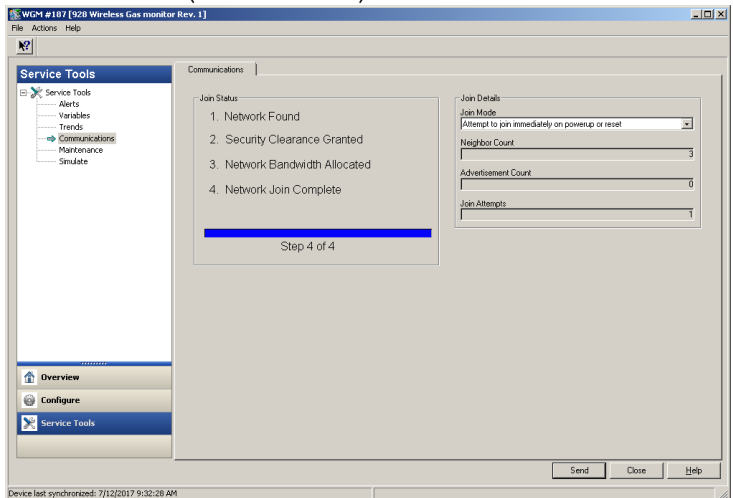 WGM #187 [928 Wireless Gas monitor Rev. 1]
File Actions Help
Service Tools
Service Tools
Alerts
Variables
Trends
Communications
Maintenance
Simulate
Overview
Configure
Service Tools
Communications
Join Status
1. Network Found
2. Security Clearance Granted
3. Network Bandwidth Allocated
4. Network Join Complete
Step 4 of 4
Join Details
Join Mode
Attempt to join immediately on powerup or reset
Neighbor Count
3
Advertisement Count
0
Join Attempts
1
Send Close Help
Device last synchronized: 7/12/2017 9:32:28 AM